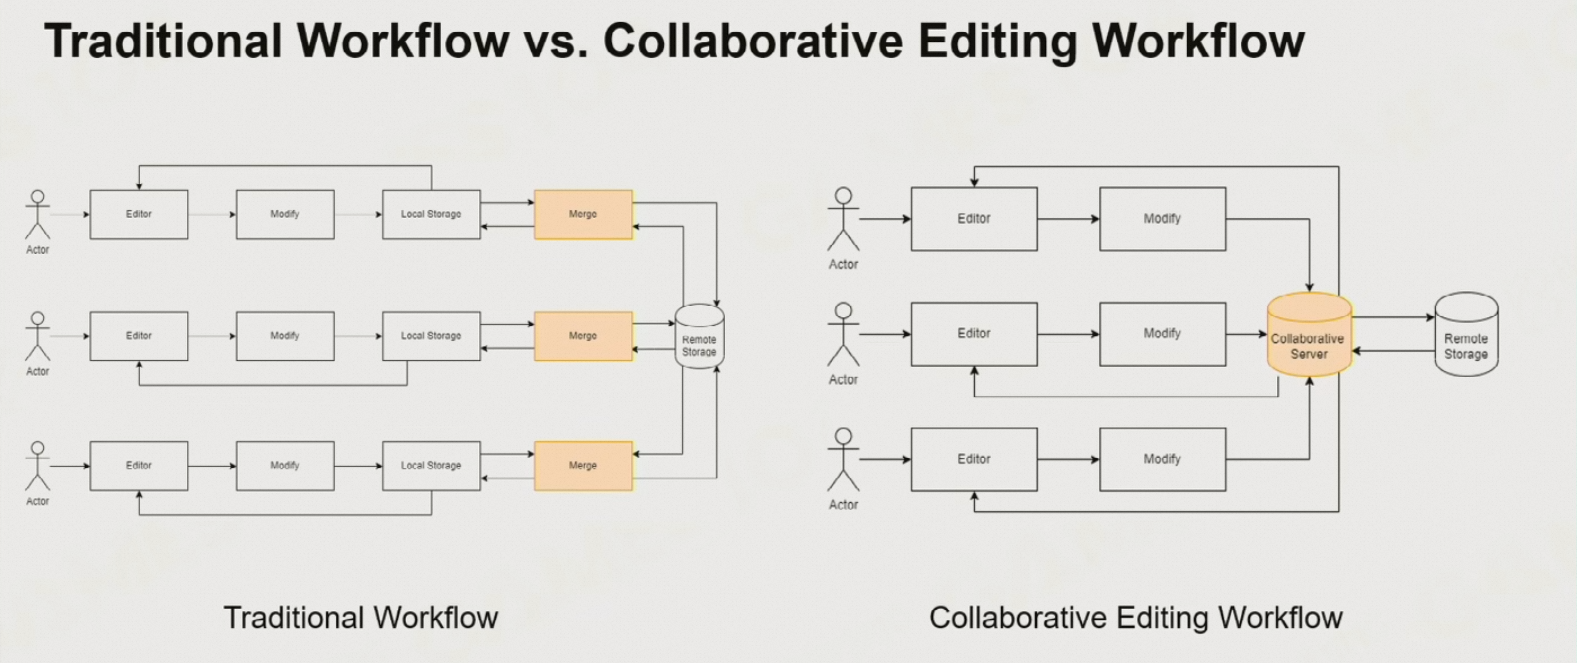 Traditional Workflow vs. Collaborative Editing Workflow
Editor
Modify
Local Storage
Merge
Actor
Editor
Modify
Local Storage
Merge
Remote
Storage
Actor
Editor
Modify
Local Storage
Merge
Actor
Traditional Workflow
Editor
Modify
Actor
Editor
Modify
Collaborative
Server
Remote
Storage
Actor
Editor
Modify
Actor
Collaborative Editing Workflow